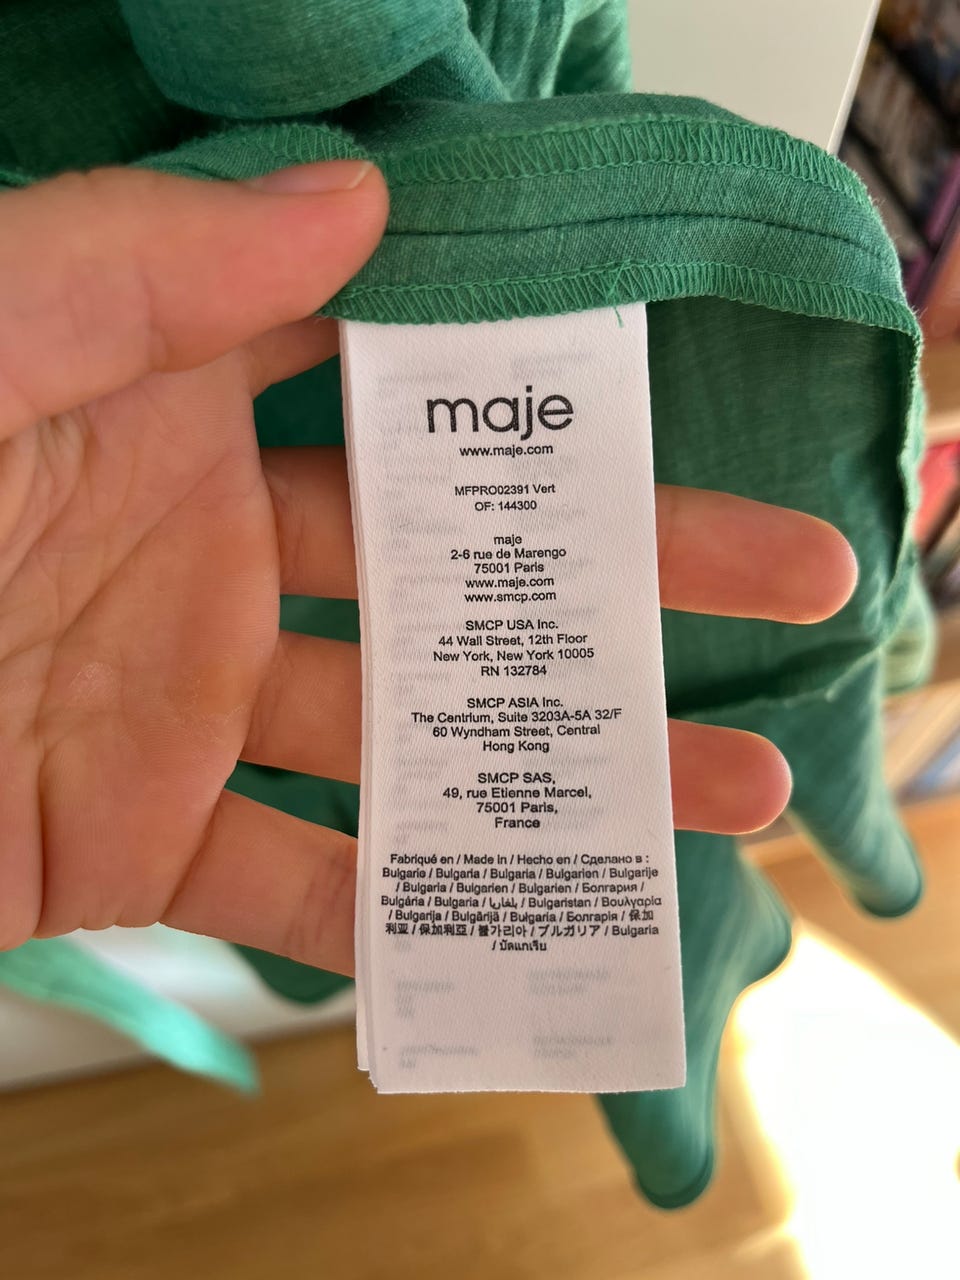 maje
www.maje.com
MFPRO02391 Vert
OF: 144300
maje
2-6 rue de Marengo
75001 Paris
www.maje.com
www.smcp.com
SMCP USA Inc.
44 Wall Street, 12th Floor
New York, New York 10005
RN 132784
SMCP ASIA Inc.
The Centrium, Suite 3203A-5A 32/F
60 Wyndham Street, Central
Hong Kong
SMCP SAS,
49, rue Etienne Marcel,
75001 Paris,
France
Fabriqué en / Made in / Hecho en / Сделано в :
Bulgarie / Bulgaria / Bulgaria / Bulgarien / Bulgarije
/ Bulgaria / Bulgarien / Bulgarien / Болгария /
Bulgária / Bulgaria / بلغاريا / Bulgaristan / Βουλγαρία
/ Bulgarija / Bulgārijā / Bułgaria / Болгарія / 保加
利亚 / 保加利亞 / 불가리아 / ブルガリア / Bulgaria
/ บัลแกเรีย